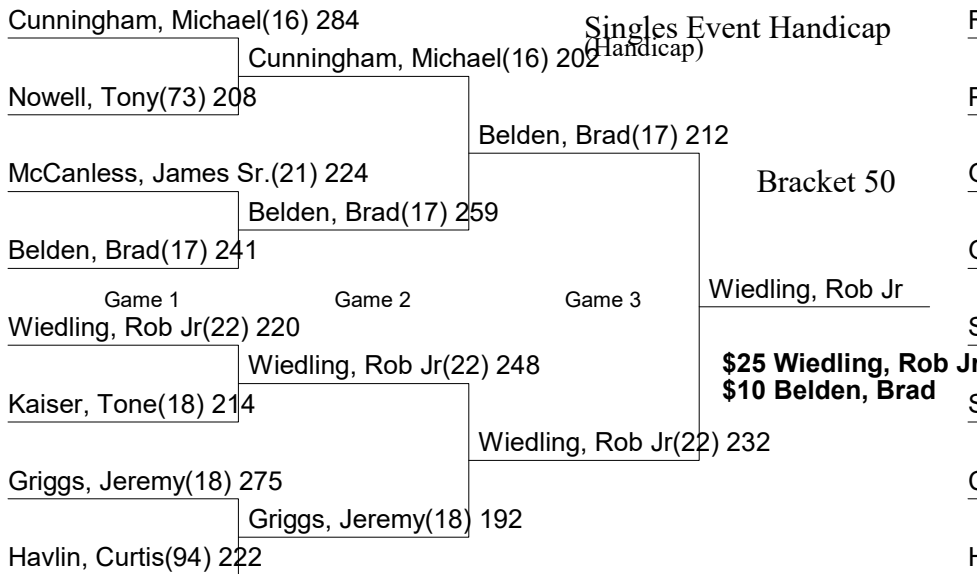 Cunningham, Michael(16) 284
Singles Event Handicap
(Handicap)
Cunningham, Michael(16) 202
Nowell, Tony(73) 208
Belden, Brad(17) 212
McCanless, James Sr.(21) 224
Bracket 50
Belden, Brad(17) 259
Belden, Brad(17) 241
Game 1 Game 2 Game 3
Wiedling, Rob Jr
Wiedling, Rob Jr(22) 220
Wiedling, Rob Jr(22) 248
$25 Wiedling, Rob Jr
$10 Belden, Brad
Kaiser, Tone(18) 214
Wiedling, Rob Jr(22) 232
Griggs, Jeremy(18) 275
Griggs, Jeremy(18) 192
Havlin, Curtis(94) 222